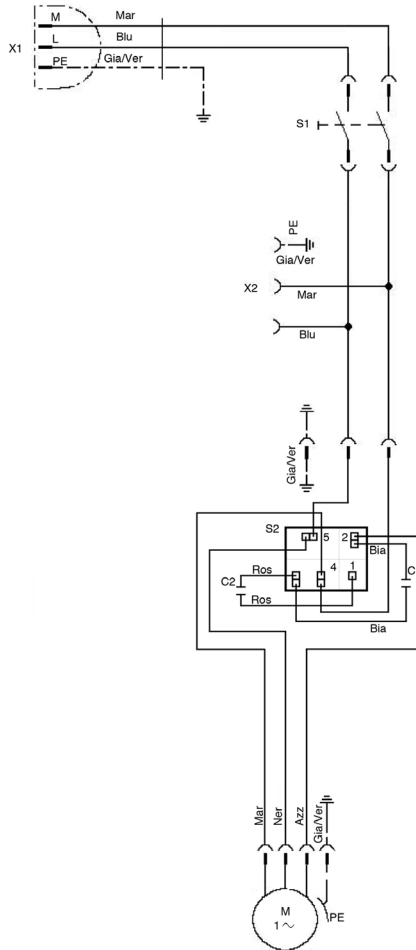 M
Mar
L
Blu
X1
PE
Gia/Ver
S1
PE
Gia/Ver
X2
Mar
Blu
Gia/Ver
S2
5
2
Bia
Ros
4
1
C2
C
Ros
Bia
Mar
Ner
Azz
Gia/Ver
M
1~
PE